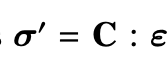 σ′ = C : ε